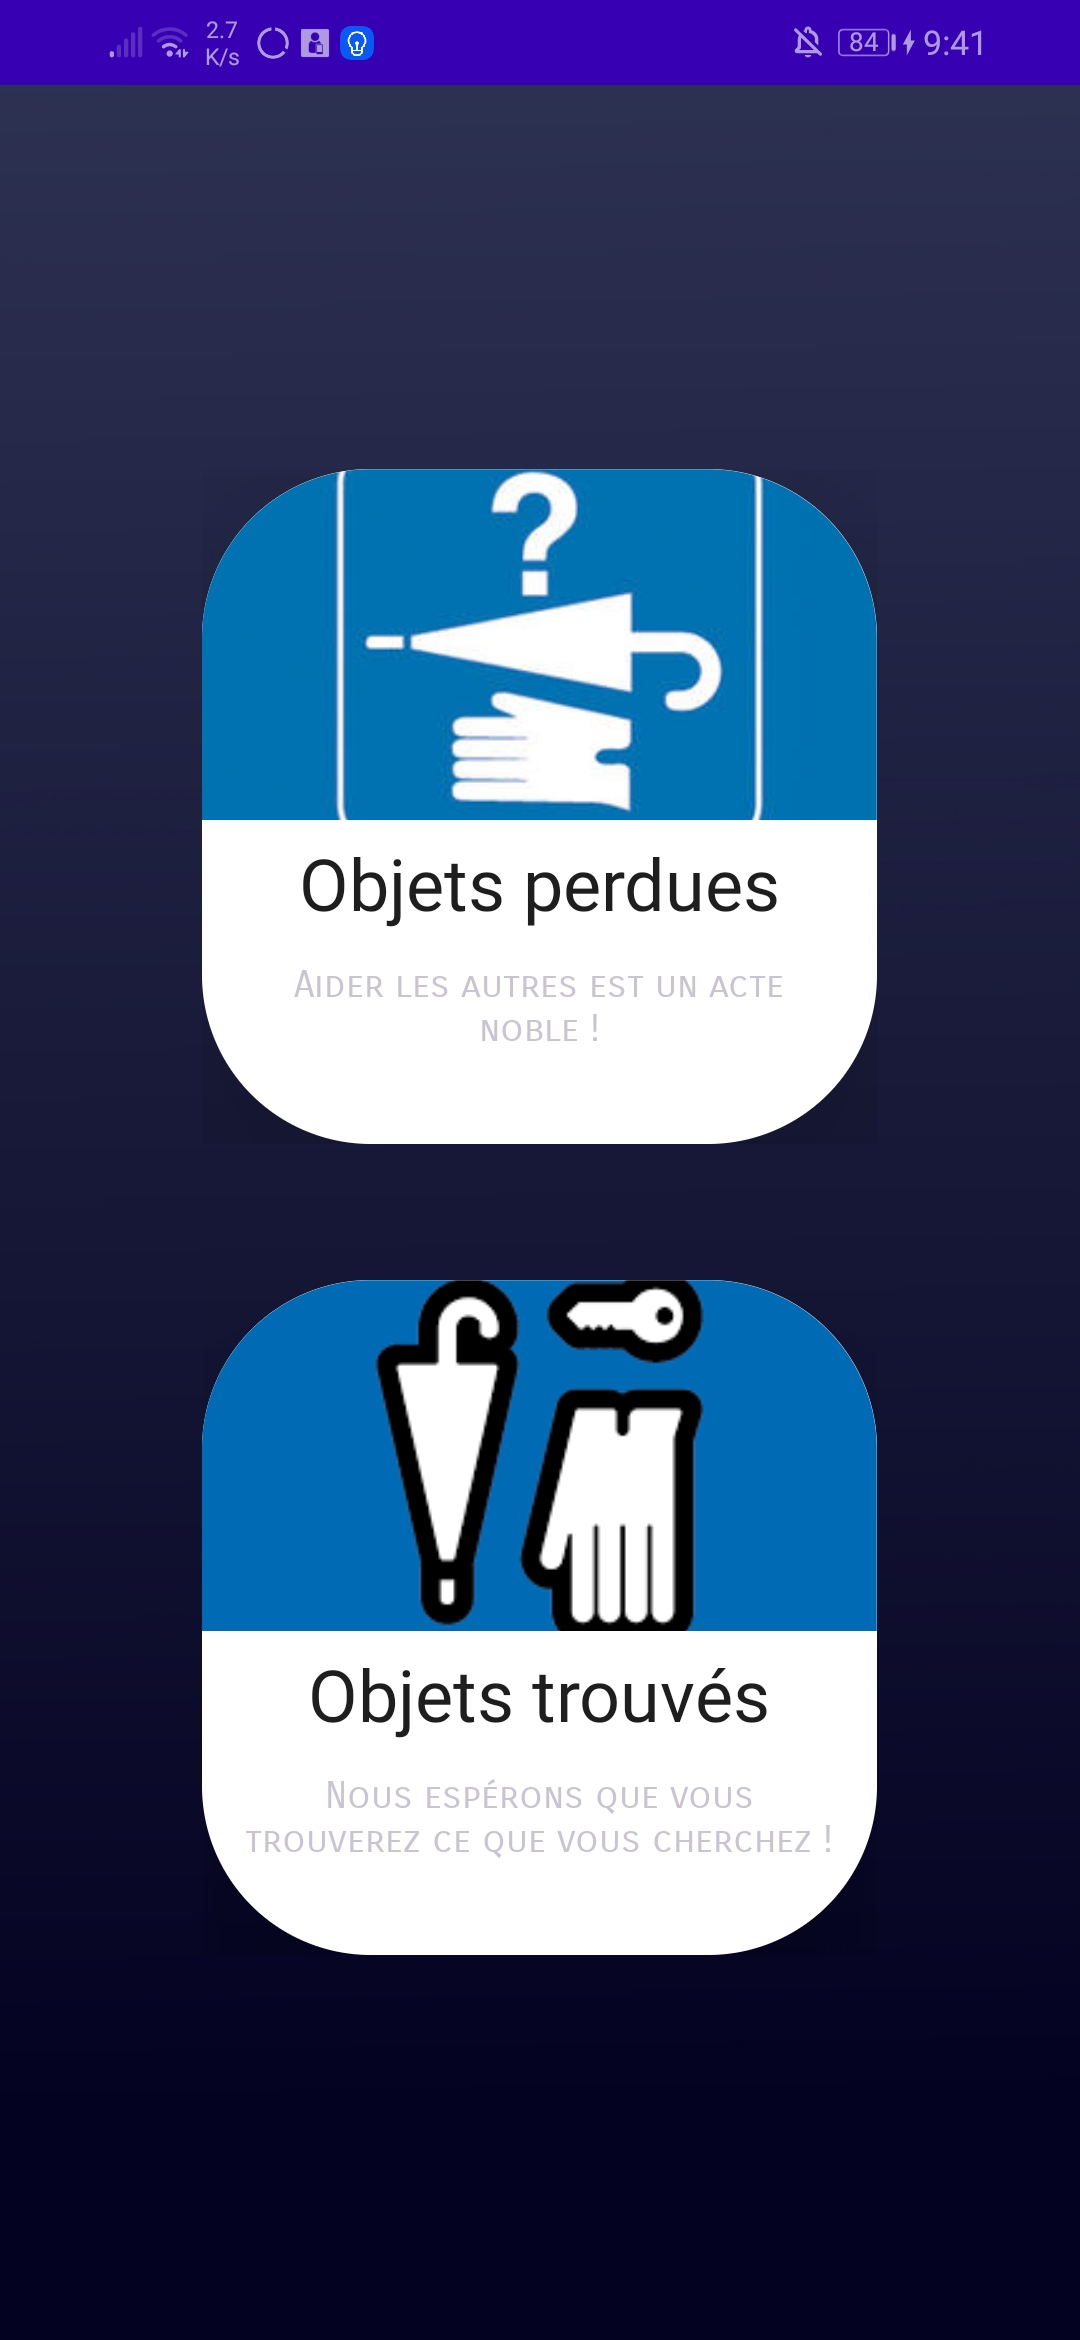 2.7
K/s
84 9:41
?
Objets perdues
Aider les autres est un acte
noble !
Objets trouvés
Nous espérons que vous
trouverez ce que vous cherchez !